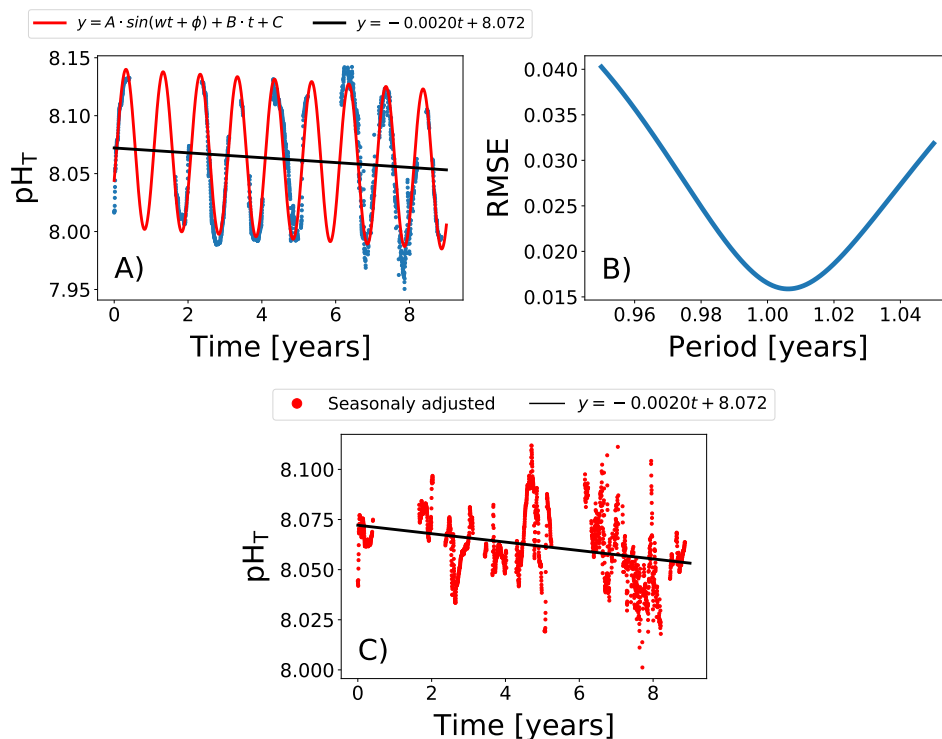 y = A · sin(wt + ϕ) + B · t + C    y = −0.0020t + 8.072
8.15
8.10
8.05
8.00
7.95
pH_T
A)
0 2 4 6 8
Time [years]
0.040
0.035
0.030
0.025
0.020
0.015
RMSE
B)
0.96 0.98 1.00 1.02 1.04
Period [years]
Seasonaly adjusted    y = −0.0020t + 8.072
8.100
8.075
8.050
8.025
8.000
pH_T
C)
0 2 4 6 8
Time [years]